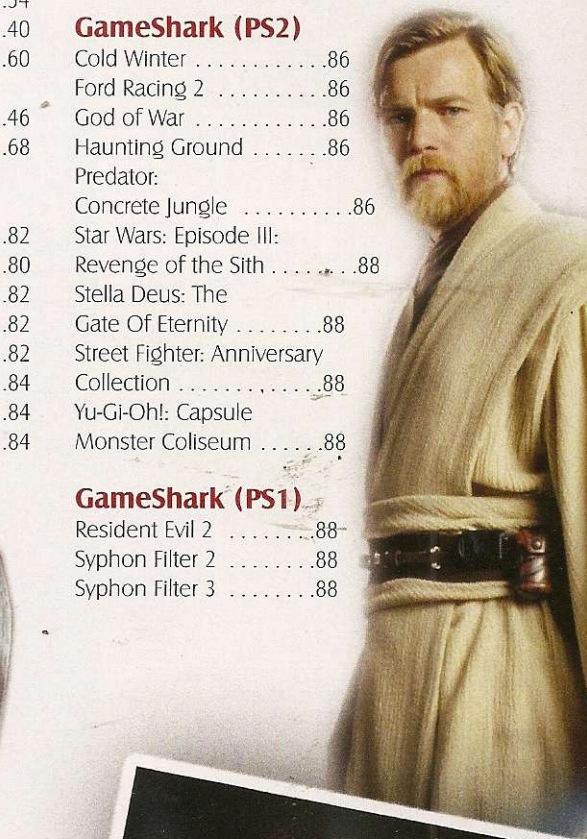 .54
.40
.60
.46
.68
.82
.80
.82
.82
.82
.84
.84
.84
GameShark (PS2)
Cold Winter . . . . . . . . . . . .86
Ford Racing 2 . . . . . . . . . .86
God of War . . . . . . . . . . . .86
Haunting Ground . . . . . . .86
Predator:
Concrete Jungle . . . . . . . . . .86
Star Wars: Episode III:
Revenge of the Sith . . . . . . . .88
Stella Deus: The
Gate Of Eternity . . . . . . . .88
Street Fighter: Anniversary
Collection . . . . . . . . . . . . .88
Yu-Gi-Oh!: Capsule
Monster Coliseum . . . . . .88
GameShark (PS1)
Resident Evil 2 . . . . . . . .88
Syphon Filter 2 . . . . . . . .88
Syphon Filter 3 . . . . . . . .88